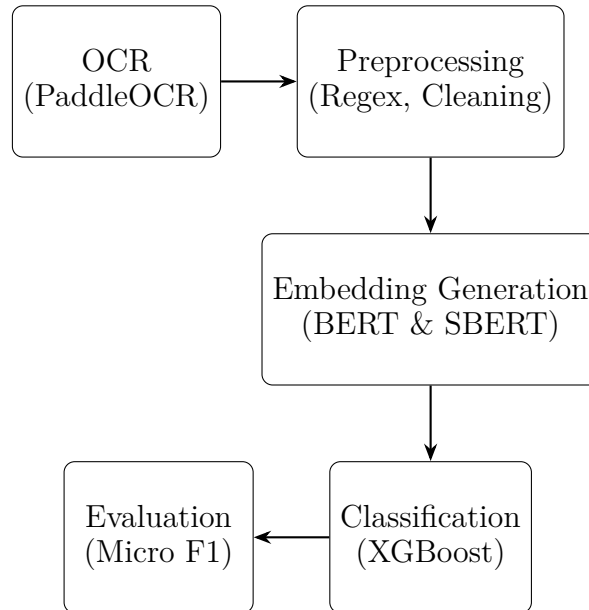 OCR
(PaddleOCR)
Preprocessing
(Regex, Cleaning)
Embedding Generation
(BERT & SBERT)
Classification
(XGBoost)
Evaluation
(Micro F1)